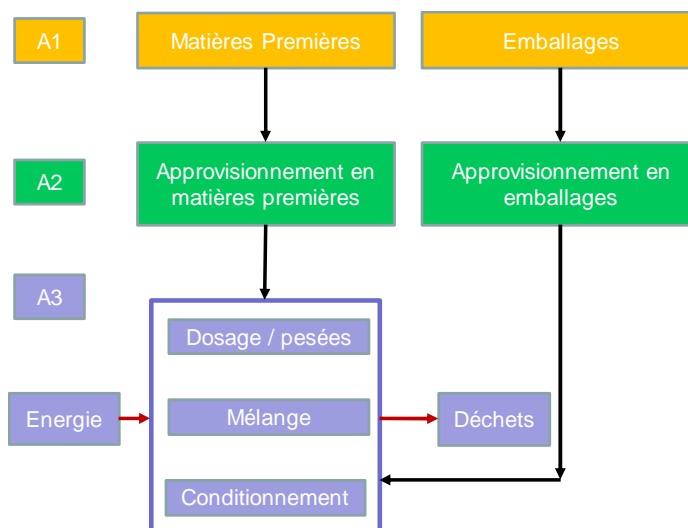 A1
Matières Premières
Emballages
A2
Approvisionnement en
matières premières
Approvisionnement en
emballages
A3
Dosage / pesées
Energie
Mélange
Déchets
Conditionnement